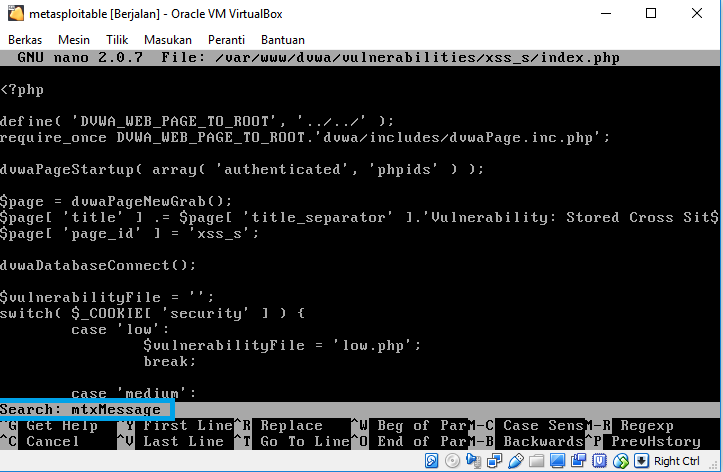 metasploitable [Berjalan] - Oracle VM VirtualBox
Berkas Mesin Tilik Masukan Peranti Bantuan
GNU nano 2.0.7 File: /var/www/dvwa/vulnerabilities/xss_s/index.php
<?php
define( 'DVWA_WEB_PAGE_TO_ROOT', '../../' );
require_once DVWA_WEB_PAGE_TO_ROOT.'dvwa/includes/dvwaPage.inc.php';
dvwaPageStartup( array( 'authenticated', 'phpids' ) );
$page = dvwaPageNewGrab();
$page[ 'title' ] .= $page[ 'title_separator' ].'Vulnerability: Stored Cross Sit$
$page[ 'page_id' ] = 'xss_s';
dvwaDatabaseConnect();
$vulnerabilityFile = '';
switch( $_COOKIE[ 'security' ] ) {
case 'low':
$vulnerabilityFile = 'low.php';
break;
case 'medium':
Search: mtxMessage
^G Get Help ^Y First Line^R Replace ^W Beg of ParM-C Case SensM-R Regexp
^C Cancel ^V Last Line ^T Go To Line^O End of ParM-B Backwards^P PrevHstory
Right Ctrl